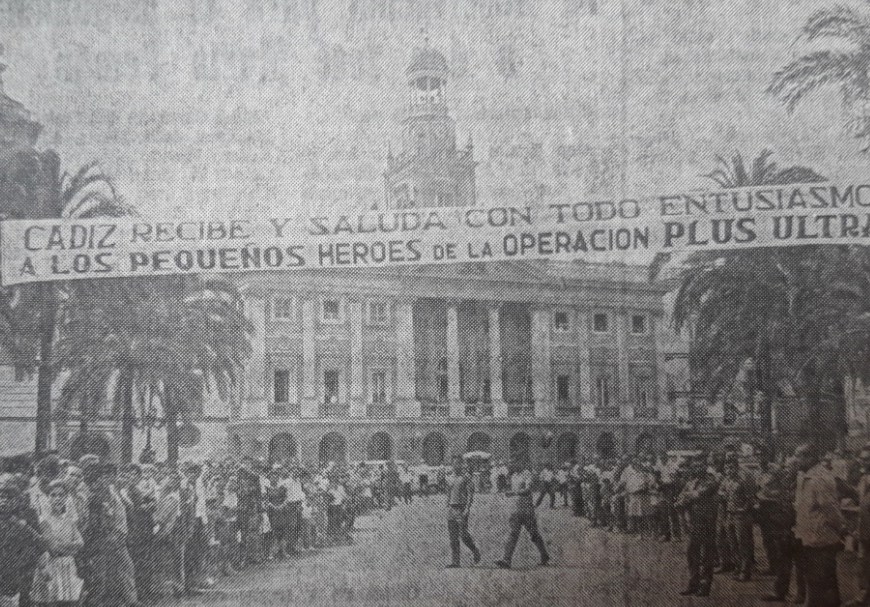 CADIZ RECIBE Y SALUDA CON TODO ENTUSIASMO
A LOS PEQUEÑOS HEROES DE LA OPERACION PLUS ULTRA